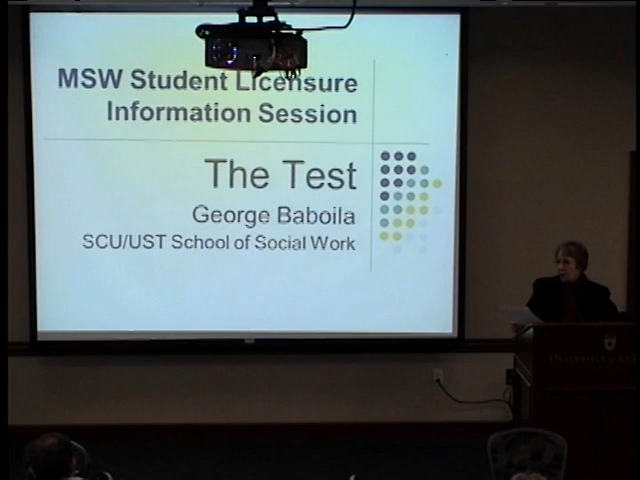 MSW Student Licensure
Information Session
The Test
George Baboila
SCU/UST School of Social Work